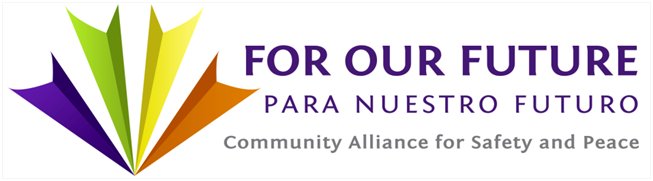 FOR OUR FUTURE
PARA NUESTRO FUTURO
Community Alliance for Safety and Peace